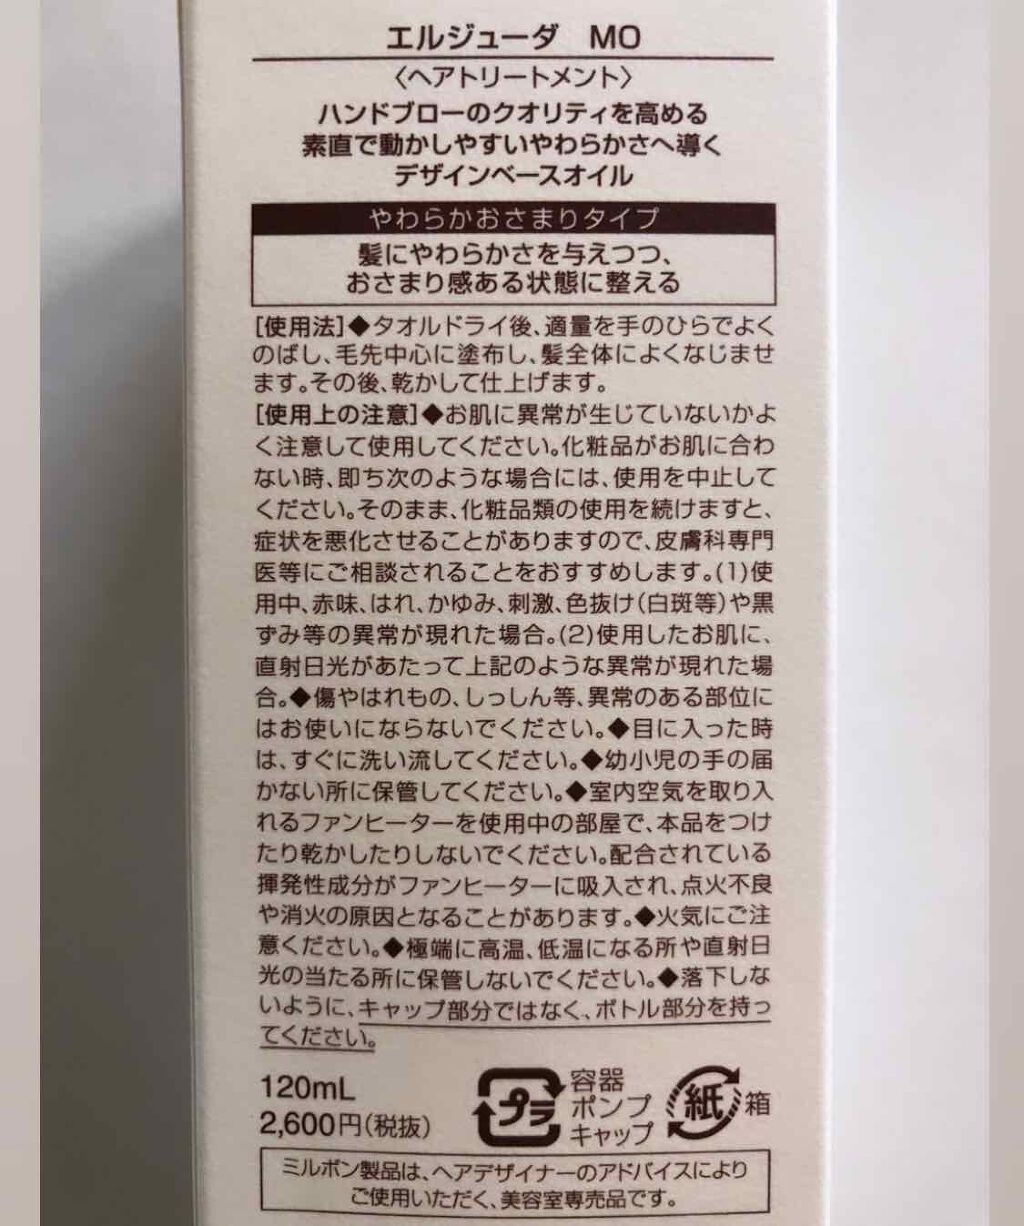 エルジューダ　MO
〈ヘアトリートメント〉
ハンドブローのクオリティを高める
素直で動かしやすいやわらかさへ導く
デザインベースオイル
やわらかおさまりタイプ
髪にやわらかさを与えつつ、
おさまり感ある状態に整える
[使用法]◆タオルドライ後、適量を手のひらでよく
のばし、毛先中心に塗布し、髪全体によくなじませ
ます。その後、乾かして仕上げます。
[使用上の注意]◆お肌に異常が生じていないかよ
く注意して使用してください。化粧品がお肌に合わ
ない時、即ち次のような場合には、使用を中止して
ください。そのまま、化粧品類の使用を続けますと、
症状を悪化させることがありますので、皮膚科専門
医等にご相談されることをおすすめします。(1)使
用中、赤味、はれ、かゆみ、刺激、色抜け(白斑等)や黒
ずみ等の異常が現れた場合。(2)使用したお肌に、
直射日光があたって上記のような異常が現れた場
合。◆傷やはれもの、しっしん等、異常のある部位に
はお使いにならないでください。◆目に入った時
は、すぐに洗い流してください。◆幼小児の手の届
かない所に保管してください。◆室内空気を取り入
れるファンヒーターを使用中の部屋で、本品をつけ
たり乾かしたりしないでください。配合されている
揮発性成分がファンヒーターに吸入され、点火不良
や消火の原因となることがあります。◆火気にご注
意ください。◆極端に高温、低温になる所や直射日
光の当たる所に保管しないでください。◆落下しな
いように、キャップ部分ではなく、ボトル部分を持っ
てください。
120mL
2,600円(税抜)
プラ
容器
ポンプ
キャップ
紙
箱
ミルボン製品は、ヘアデザイナーのアドバイスにより
ご使用いただく、美容室専売品です。